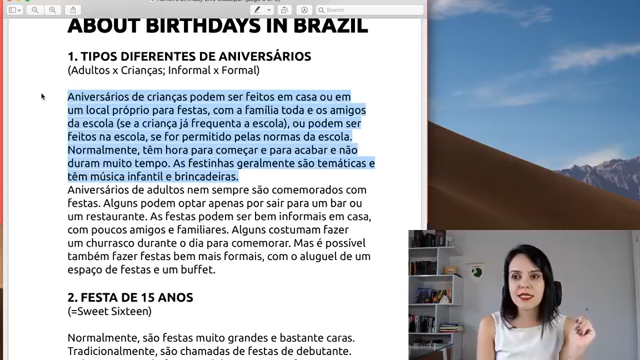 ABOUT BIRTHDAYS IN BRAZIL
1. TIPOS DIFERENTES DE ANIVERSÁRIOS
(Adultos x Crianças; Informal x Formal)
Aniversários de crianças podem ser feitos em casa ou em
um local próprio para festas, com a família toda e os amigos
da escola (se a criança já frequenta a escola), ou podem ser
feitos na escola, se for permitido pelas normas da escola.
Normalmente, têm hora para começar e para acabar e não
duram muito tempo. As festinhas geralmente são temáticas e
têm música infantil e brincadeiras.
Aniversários de adultos nem sempre são comemorados com
festas. Alguns podem optar apenas por sair para um bar ou
um restaurante. As festas podem ser bem informais em casa,
com poucos amigos e familiares. Alguns costumam fazer
um churrasco durante o dia para comemorar. Mas é possível
também fazer festas bem mais formais, com o aluguel de um
espaço de festas e um buffet.
2. FESTA DE 15 ANOS
(=Sweet Sixteen)
Normalmente, são festas muito grandes e bastante caras.
Tradicionalmente, são chamadas de festas de debutante.